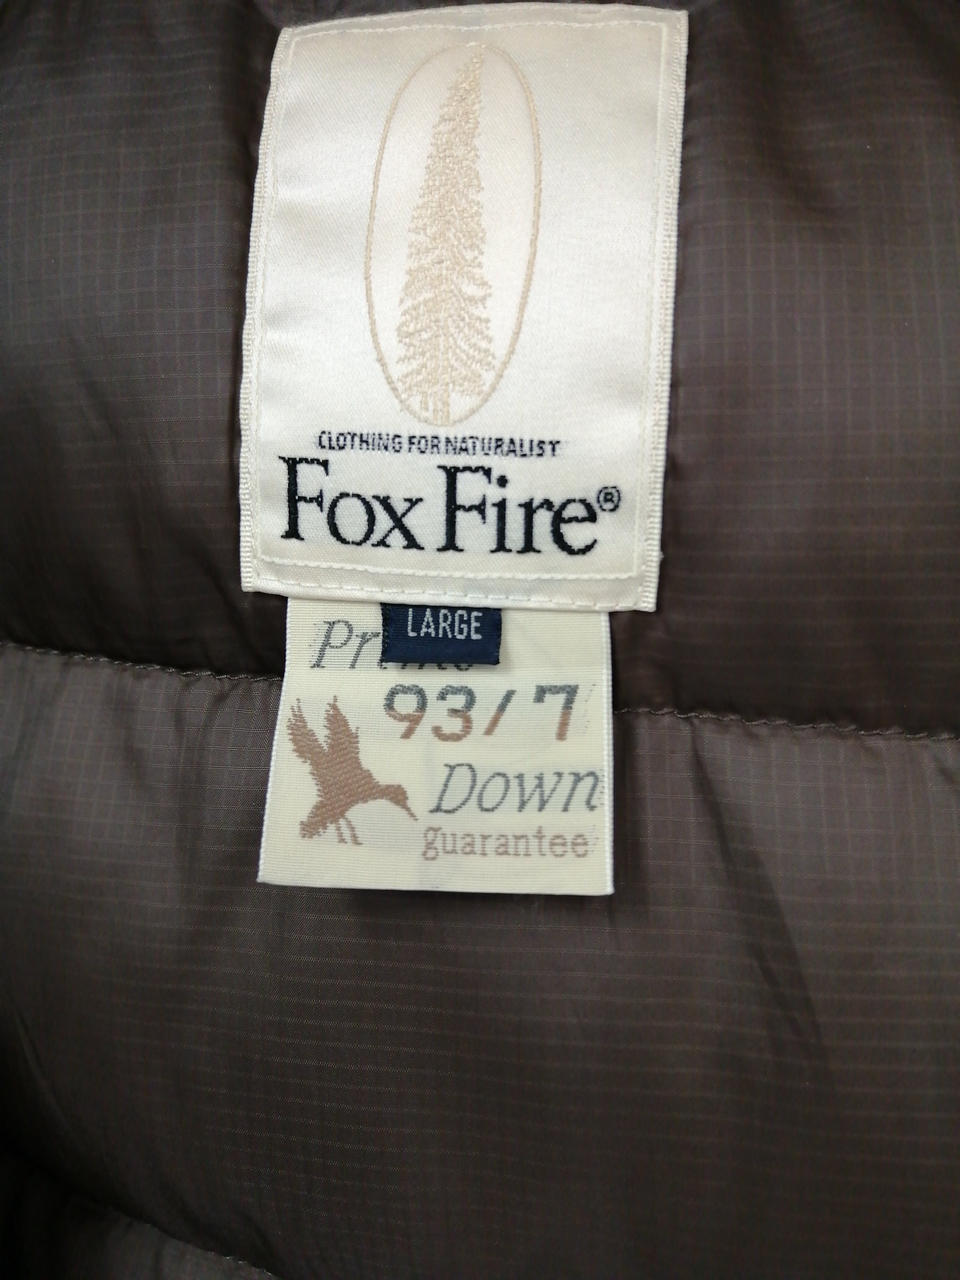 CLOTHING FOR NATURALIST
Fox Fire®
LARGE
93/7
Down
guarantee